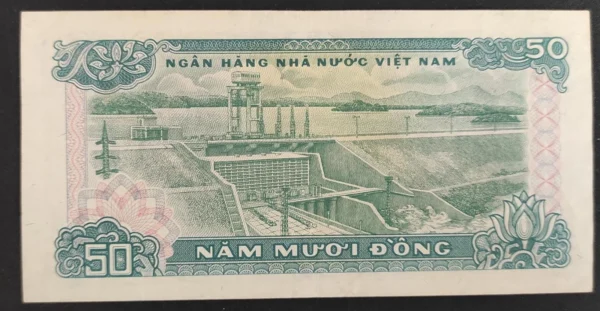 50
NGÂN HÀNG NHÀ NƯỚC VIỆT NAM
50
NĂM MƯƠI ĐỒNG